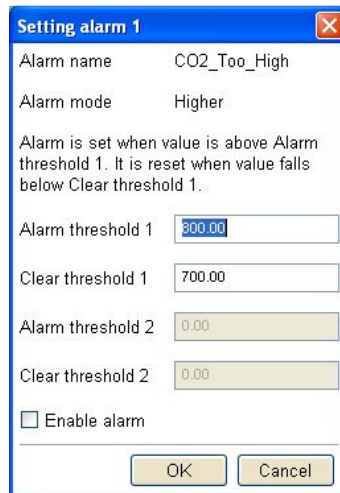 Setting alarm 1
Alarm name CO2_Too_High
Alarm mode Higher
Alarm is set when value is above Alarm
threshold 1. It is reset when value falls
below Clear threshold 1.
Alarm threshold 1 800.00
Clear threshold 1 700.00
Alarm threshold 2 0.00
Clear threshold 2 0.00
Enable alarm
OK Cancel